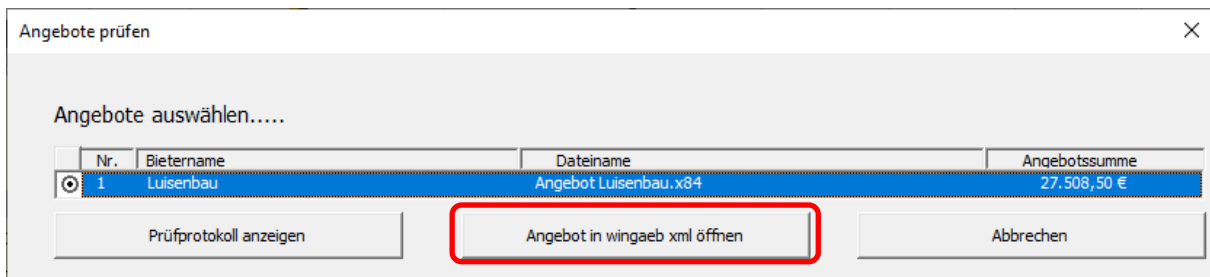 Angebote prüfen
Angebote auswählen.....
Nr. Bietername Dateiname Angebotssumme
1 Luisenbau Angebot Luisenbau.x84 27.508,50 €
Prüfprotokoll anzeigen Angebot in wingaeb xml öffnen Abbrechen